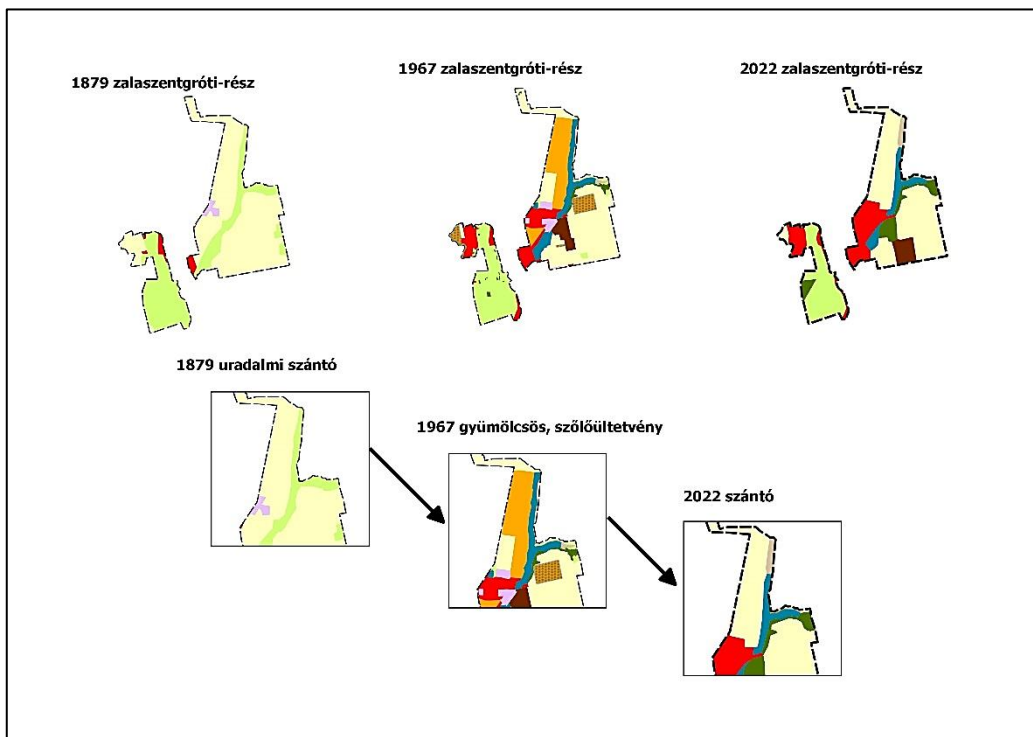 1879 zalaszentgróti-rész
1967 zalaszentgróti-rész
2022 zalaszentgróti-rész
1879 uradalmi szántó
1967 gyümölcsös, szőlőültetvény
2022 szántó